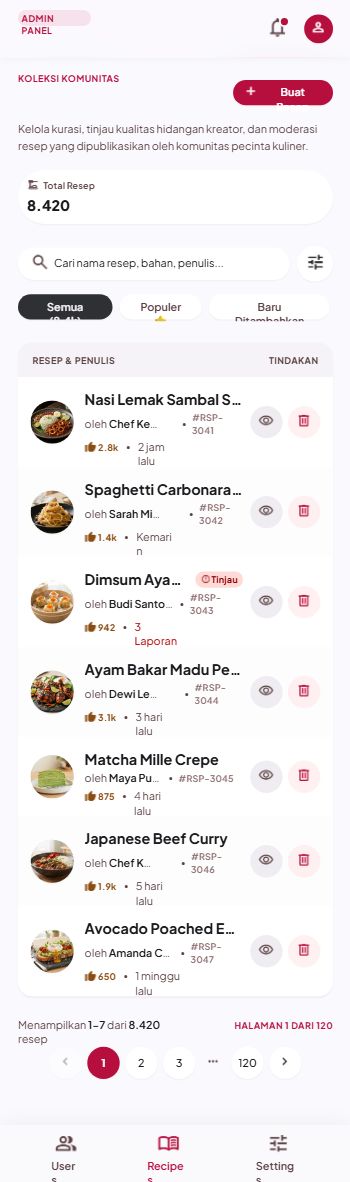 ADMIN
PANEL
KOLEKSI KOMUNITAS
+ Buat
Kelola kurasi, tinjau kualitas hidangan kreator, dan moderasi
resep yang dipublikasikan oleh komunitas pecinta kuliner.
Total Resep
8.420
Cari nama resep, bahan, penulis...
Semua
(8.4k)
Populer
Baru
Ditambahkan
RESEP & PENULIS
TINDAKAN
Nasi Lemak Sambal S...
oleh Chef Ke... • #RSP-
3041
2.8k • 2 jam
lalu
Spaghetti Carbonara...
oleh Sarah Mi... • #RSP-
3042
1.4k • Kemari
n
Dimsum Aya... Tinjau
oleh Budi Santo... • #RSP-
3043
942 • 3
Laporan
Ayam Bakar Madu Pe...
oleh Dewi Le... • #RSP-
3044
3.1k • 3 hari
lalu
Matcha Mille Crepe
oleh Maya Pu... • #RSP-3045
875 • 4 hari
lalu
Japanese Beef Curry
oleh Chef K... • #RSP-
3046
1.9k • 5 hari
lalu
Avocado Poached E...
oleh Amanda C... • #RSP-
3047
650 • 1 minggu
lalu
Menampilkan 1–7 dari 8.420
resep
HALAMAN 1 DARI 120
1 2 3 ... 120
User
s
Recipe
s
Setting
s